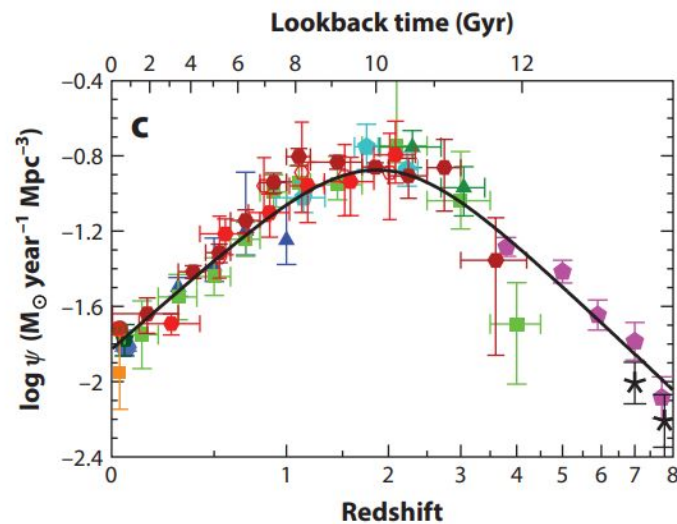 Lookback time (Gyr)
0 2 4 6 8 10 12
c
−0.4
−0.8
−1.2
−1.6
−2
−2.4
log ψ (M⊙ year−1 Mpc−3)
0 1 2 3 4 5 6 7 8
Redshift